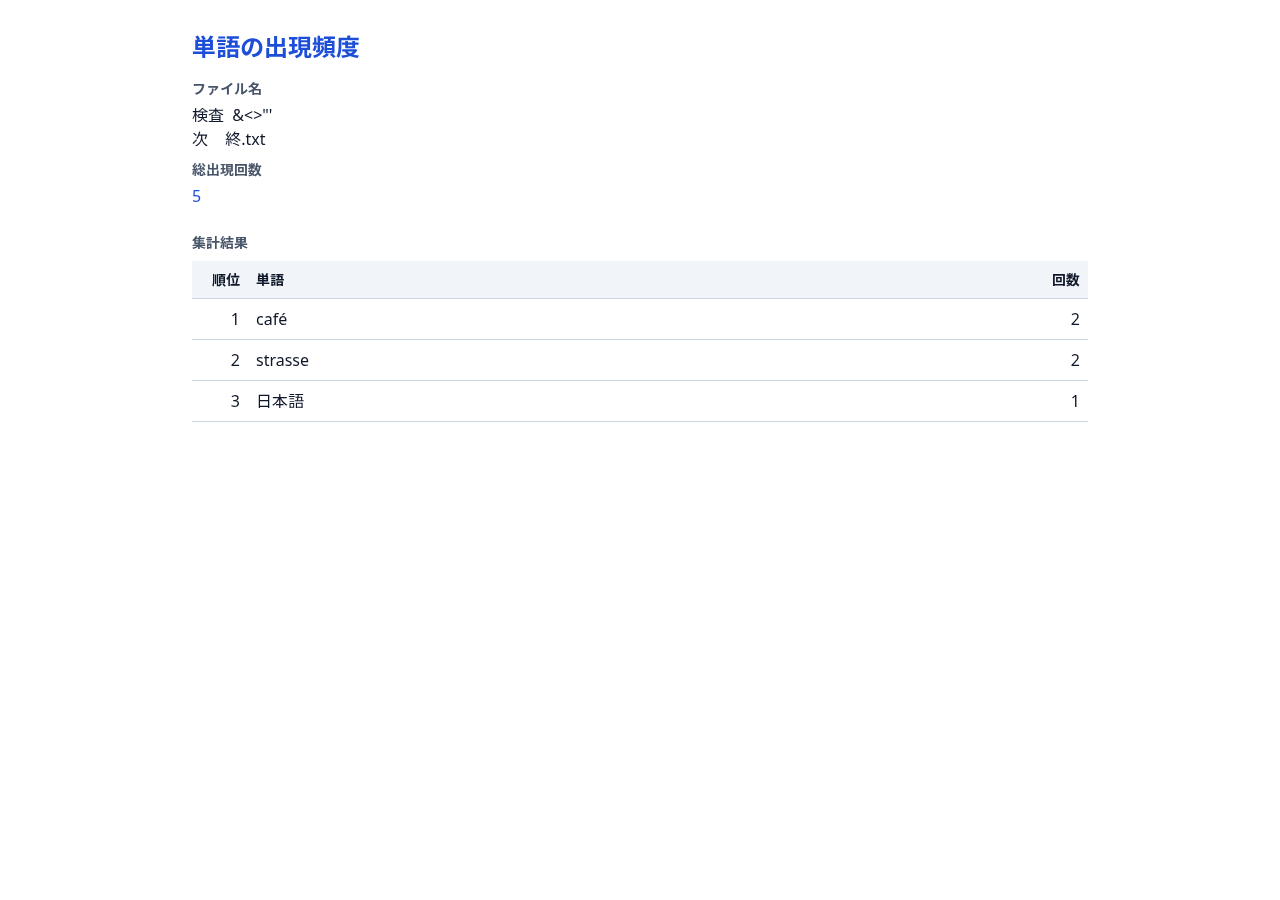 単語の出現頻度
ファイル名
検査  &<>"'
次    終.txt
総出現回数
5
集計結果
順位 単語 回数
1 café 2
2 strasse 2
3 日本語 1